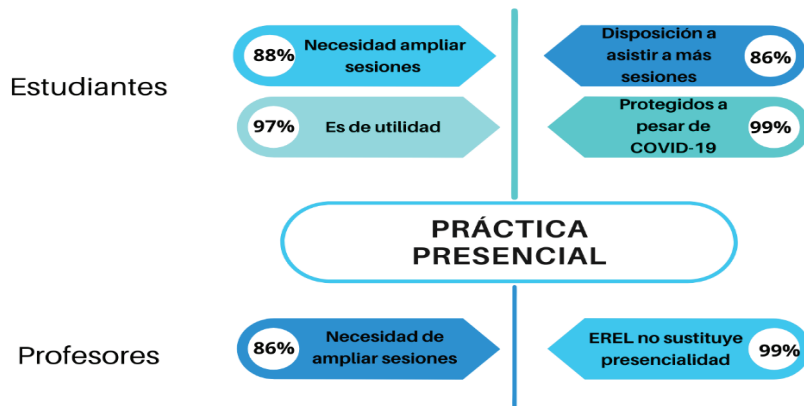 Estudiantes
88%
Necesidad ampliar
sesiones
Disposición a
asistir a más
sesiones
86%
97%
Es de utilidad
Protegidos a
pesar de
COVID-19
99%
PRÁCTICA
PRESENCIAL
Profesores
86%
Necesidad de
ampliar sesiones
EREL no sustituye
presencialidad
99%